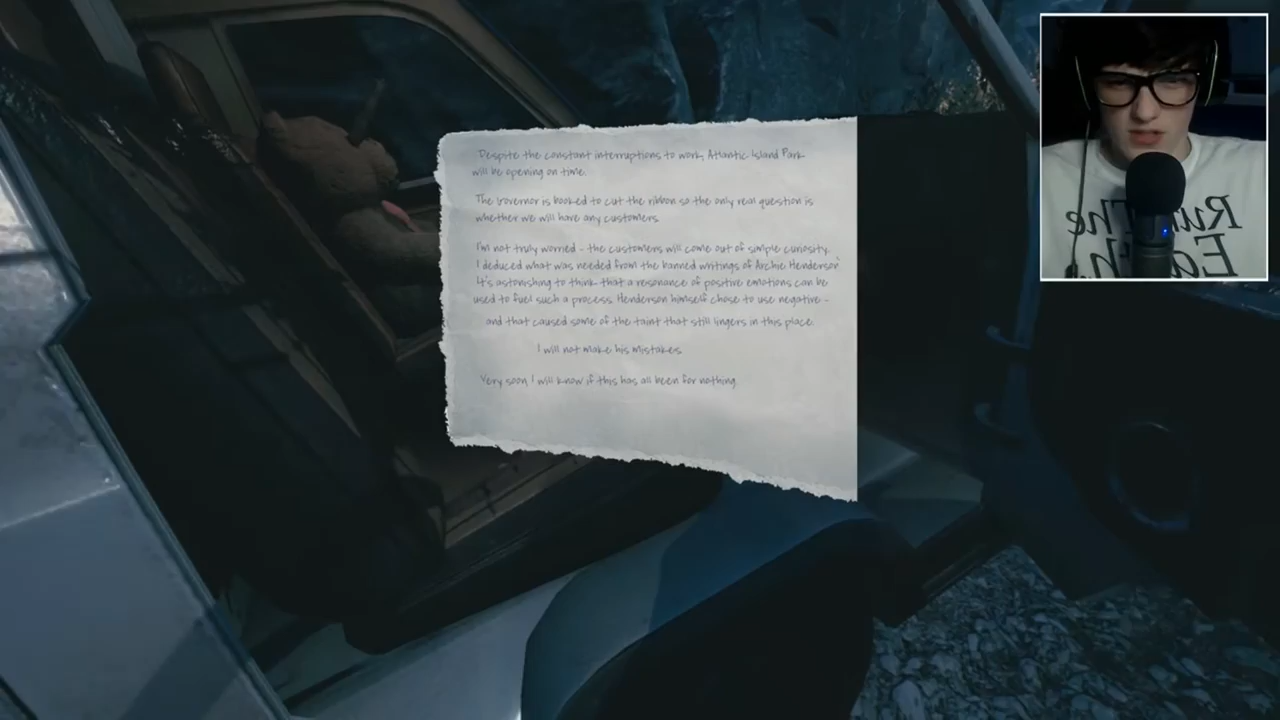 Despite the constant interruptions to work, Atlantic Island Park
will be opening on time.
The Governor is booked to cut the ribbon so the only real question is
whether we will have any customers.
I'm not truly worried - the customers will come out of simple curiosity.
I deduced what was needed from the banned writings of Archie Henderson
It's astonishing to think that a resonance of positive emotions can be
used to fuel such a process. Henderson himself chose to use negative -
and that caused some of the taint that still lingers in this place.
I will not make his mistakes.
Very soon I will know if this has all been for nothing.
Run The
Earth